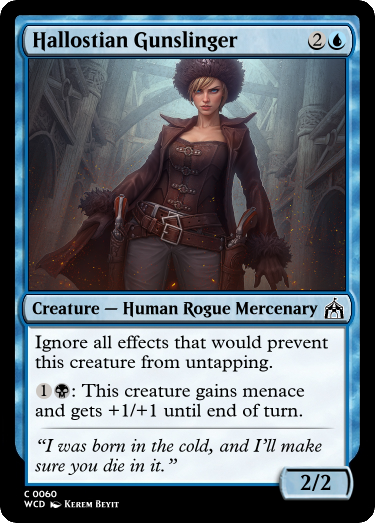 Hallostian Gunslinger 2
Creature — Human Rogue Mercenary
Ignore all effects that would prevent
this creature from untapping.
1: This creature gains menace
and gets +1/+1 until end of turn.
“I was born in the cold, and I’ll make
sure you die in it.”
2/2
C 0060
WCD Kerem Beyit